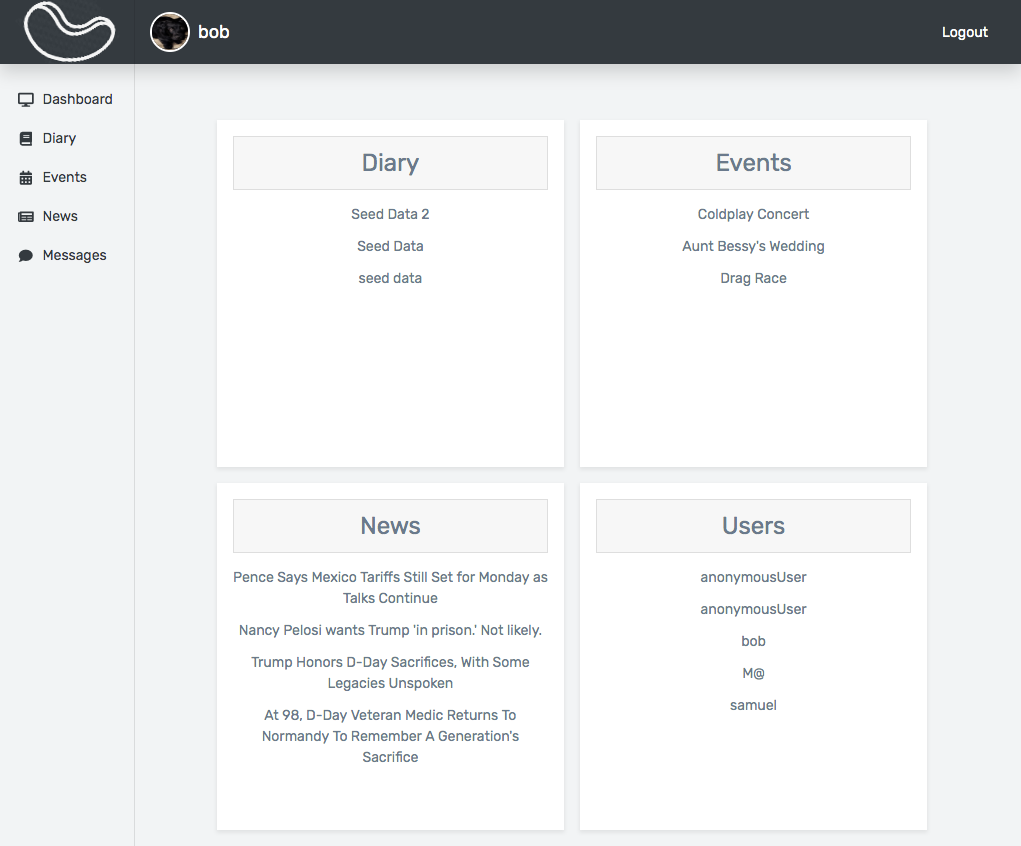 bob
Logout
Dashboard
Diary
Events
News
Messages
Diary
Seed Data 2
Seed Data
seed data
Events
Coldplay Concert
Aunt Bessy's Wedding
Drag Race
News
Pence Says Mexico Tariffs Still Set for Monday as
Talks Continue
Nancy Pelosi wants Trump 'in prison.' Not likely.
Trump Honors D-Day Sacrifices, With Some
Legacies Unspoken
At 98, D-Day Veteran Medic Returns To
Normandy To Remember A Generation's
Sacrifice
Users
anonymousUser
anonymousUser
bob
M@
samuel